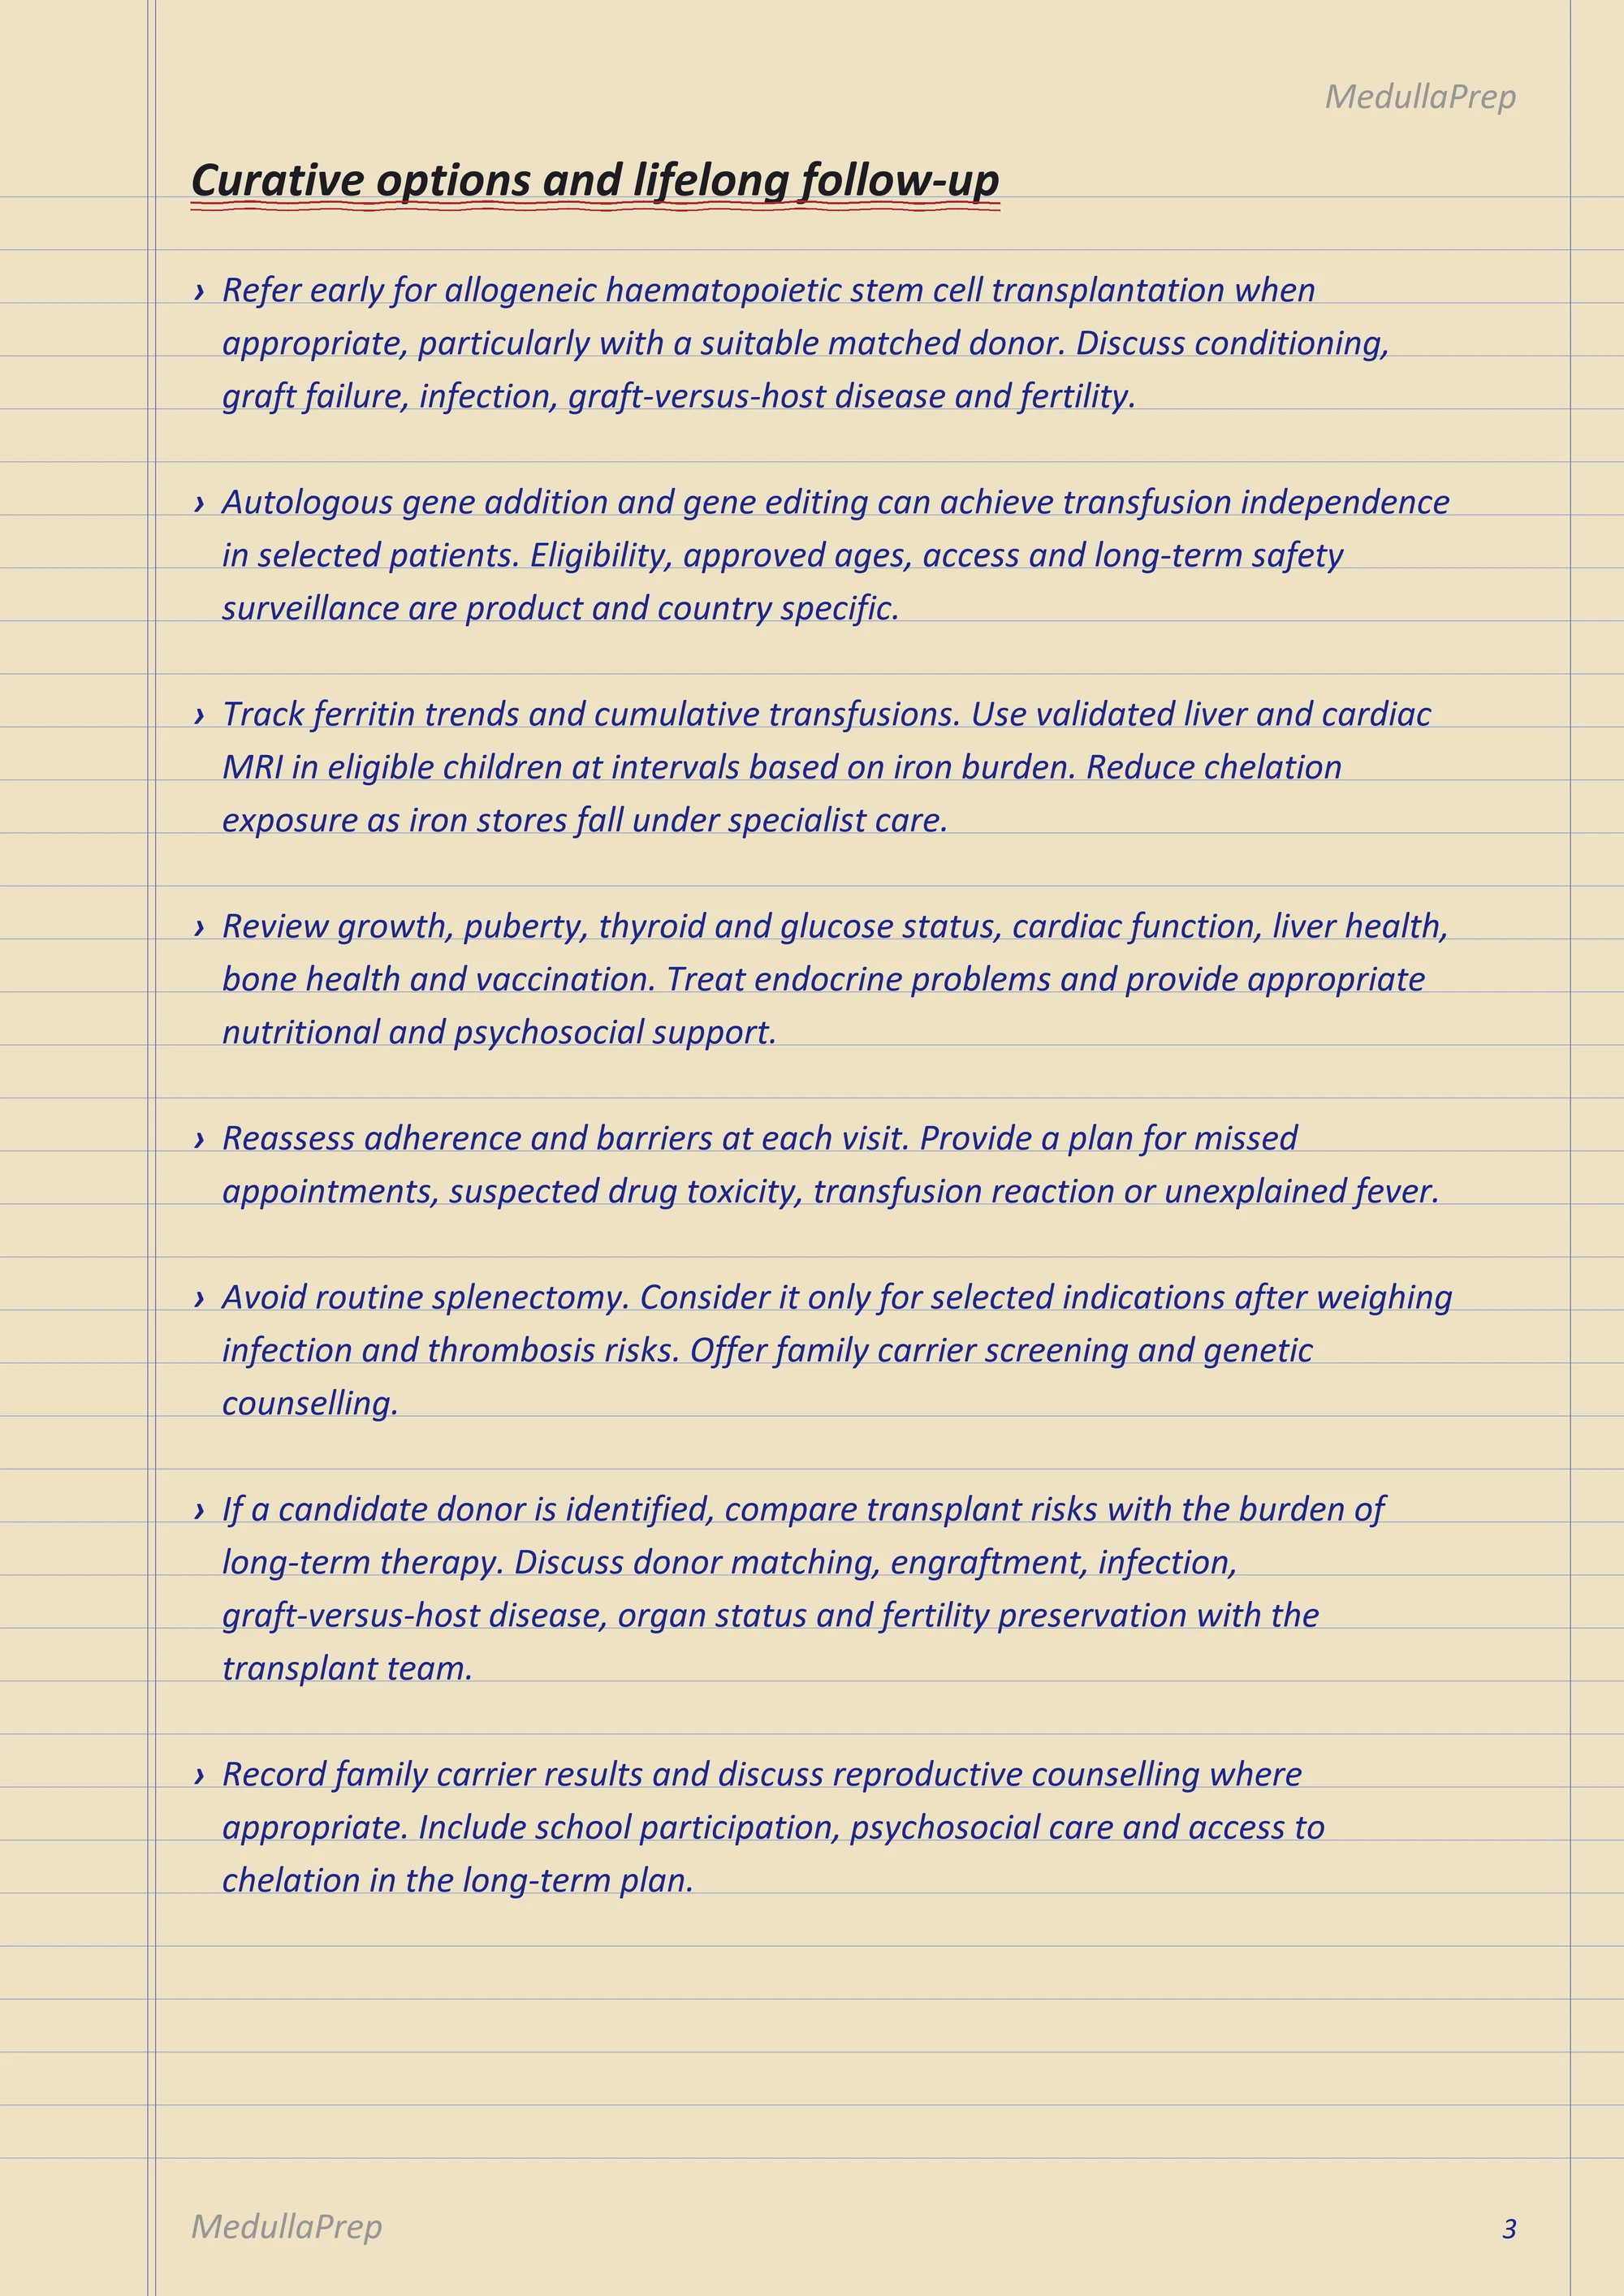 MedullaPrep
Curative options and lifelong follow-up
› Refer early for allogeneic haematopoietic stem cell transplantation when
appropriate, particularly with a suitable matched donor. Discuss conditioning,
graft failure, infection, graft-versus-host disease and fertility.
› Autologous gene addition and gene editing can achieve transfusion independence
in selected patients. Eligibility, approved ages, access and long-term safety
surveillance are product and country specific.
› Track ferritin trends and cumulative transfusions. Use validated liver and cardiac
MRI in eligible children at intervals based on iron burden. Reduce chelation
exposure as iron stores fall under specialist care.
› Review growth, puberty, thyroid and glucose status, cardiac function, liver health,
bone health and vaccination. Treat endocrine problems and provide appropriate
nutritional and psychosocial support.
› Reassess adherence and barriers at each visit. Provide a plan for missed
appointments, suspected drug toxicity, transfusion reaction or unexplained fever.
› Avoid routine splenectomy. Consider it only for selected indications after weighing
infection and thrombosis risks. Offer family carrier screening and genetic
counselling.
› If a candidate donor is identified, compare transplant risks with the burden of
long-term therapy. Discuss donor matching, engraftment, infection,
graft-versus-host disease, organ status and fertility preservation with the
transplant team.
› Record family carrier results and discuss reproductive counselling where
appropriate. Include school participation, psychosocial care and access to
chelation in the long-term plan.
MedullaPrep
3